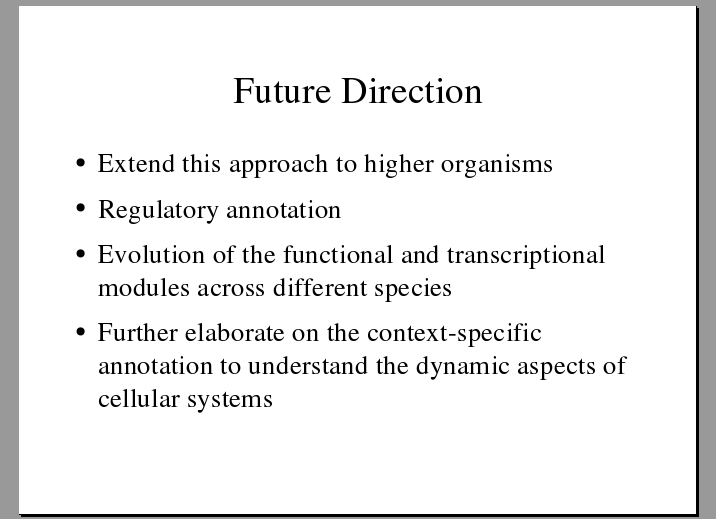 Future Direction
• Extend this approach to higher organisms
• Regulatory annotation
• Evolution of the functional and transcriptional
modules across different species
• Further elaborate on the context-specific
annotation to understand the dynamic aspects of
cellular systems